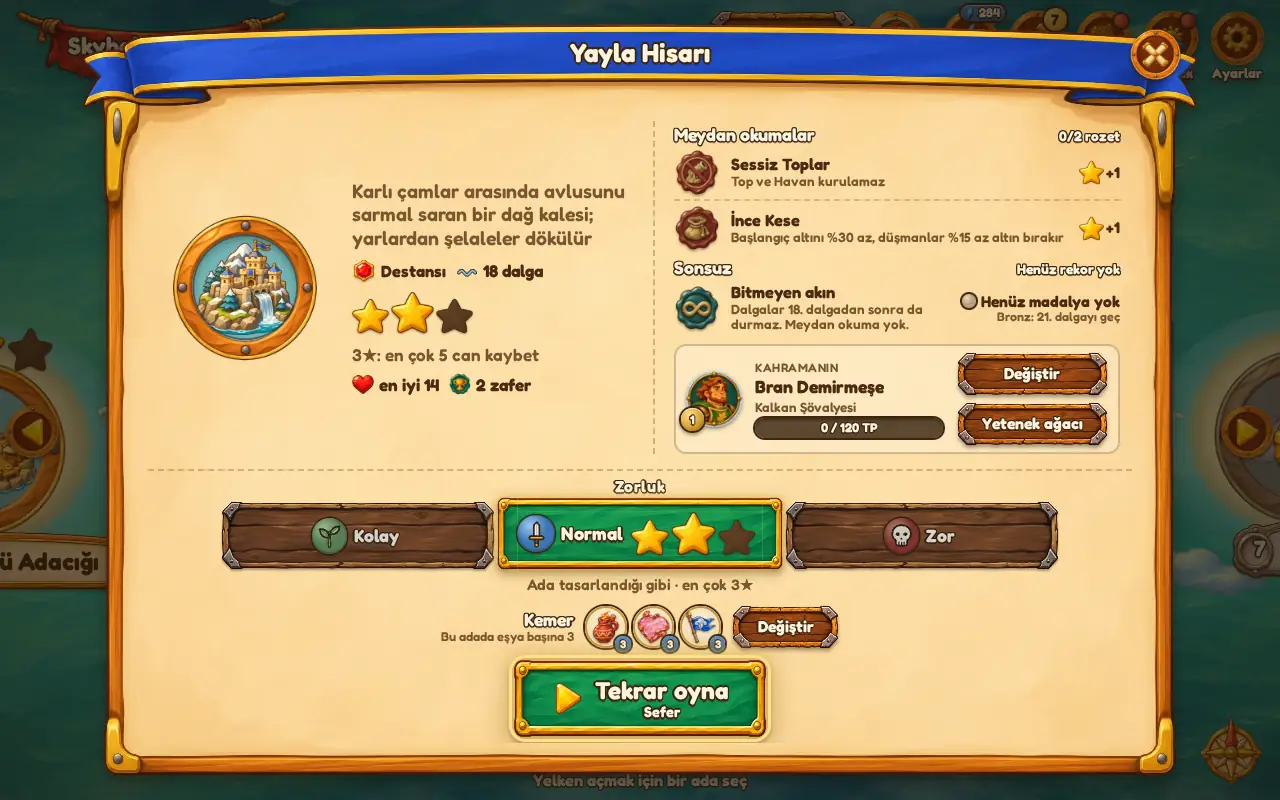 Yayla Hisarı
284
7
Ayarlar
Karlı çamlar arasında avlusunu
sarmal saran bir dağ kalesi;
yarlardan şelaleler dökülür
Destansı 18 dalga
3★: en çok 5 can kaybet
en iyi 14 2 zafer
Meydan okumalar 0/2 rozet
Sessiz Toplar
Top ve Havan kurulamaz
+1
İnce Kese
Başlangıç altını %30 az, düşmanlar %15 az altın bırakır
+1
Sonsuz Henüz rekor yok
Bitmeyen akın
Dalgalar 18. dalgadan sonra da
durmaz. Meydan okuma yok.
Henüz madalya yok
Bronz: 21. dalgayı geç
KAHRAMANIN
Bran Demirmeşe
Kalkan Şövalyesi
1
0 / 120 TP
Değiştir
Yetenek ağacı
Zorluk
Kolay
Normal
Zor
Ada tasarlandığı gibi · en çok 3★
Kemer
Bu adada eşya başına 3
3 3 3
Değiştir
Tekrar oyna
Sefer
Adacığı
7
Yelken açmak için bir ada seç